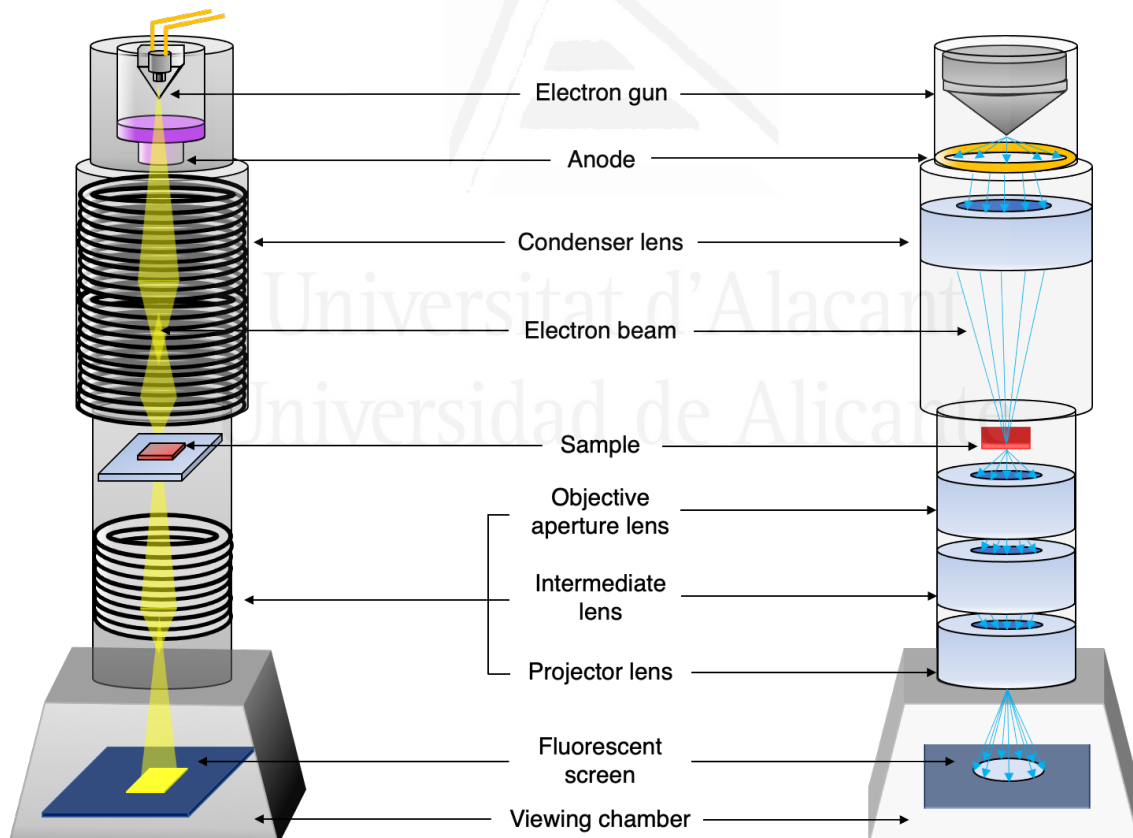 Electron gun
Anode
Condenser lens
Universitat d'Alacant
Electron beam
Universidad de Alicante
Sample
Objective
aperture lens
Intermediate
lens
Projector lens
Fluorescent
screen
Viewing chamber